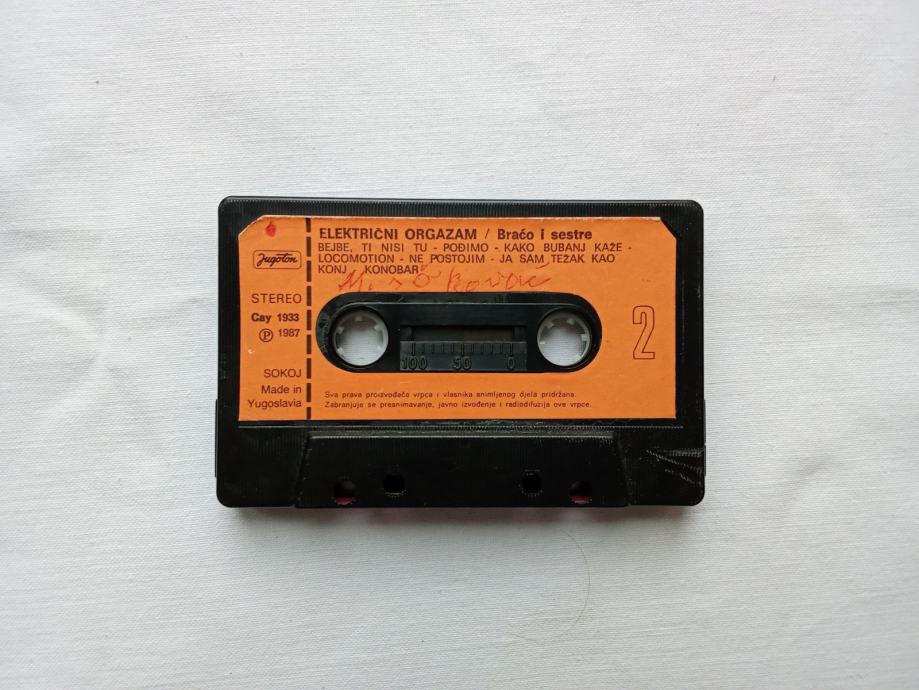 ELEKTRIČNI ORGAZAM / Braćo i sestre
BEJBE, TI NISI TU - POĐIMO - KAKO BUBANJ KAŽE -
LOCOMOTION - NE POSTOJIM - JA SAM TEŽAK KAO
KONJ - KONOBAR
Jugoton
STEREO
Cay 1933
℗ 1987
SOKOJ
Made in
Yugoslavia
2
100 50 0
Sva prava proizvođača vrpca i vlasnika snimljenog djela pridržana.
Zabranjuje se presnimavanje, javno izvođenje i radiodifuzija ove vrpce.